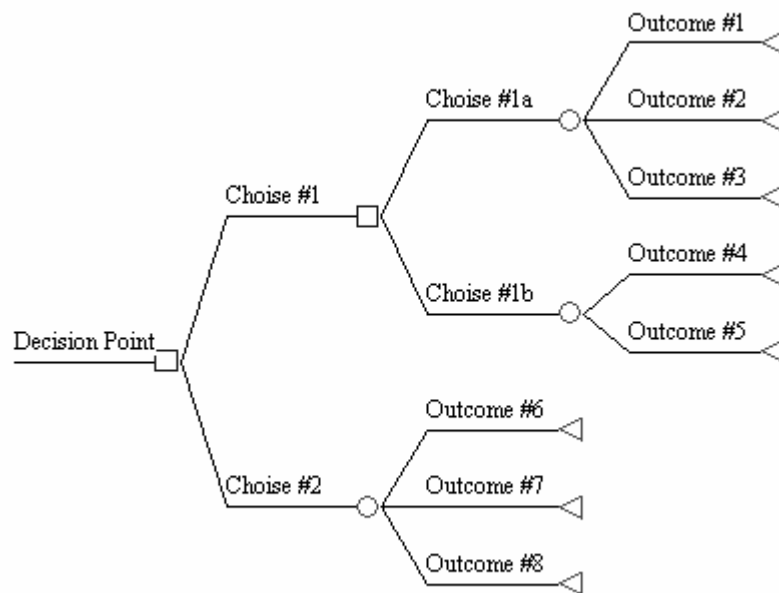 Outcome #1
Choise #1a
Outcome #2
Outcome #3
Choise #1
Outcome #4
Choise #1b
Outcome #5
Decision Point
Outcome #6
Choise #2
Outcome #7
Outcome #8